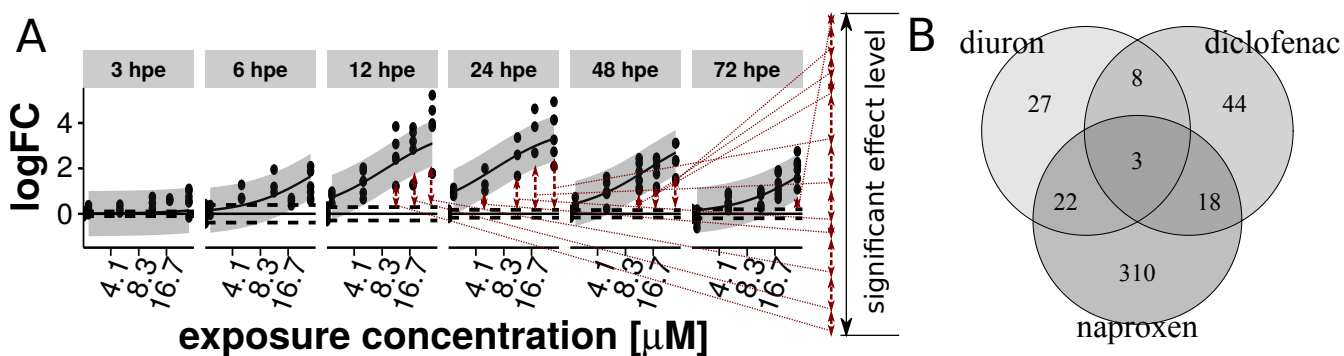 A
3 hpe 6 hpe 12 hpe 24 hpe 48 hpe 72 hpe
logFC
4
2
0
4.1 8.3 16.7 4.1 8.3 16.7 4.1 8.3 16.7 4.1 8.3 16.7 4.1 8.3 16.7 4.1 8.3 16.7
exposure concentration [μM]
significant effect level
B
diuron diclofenac
27 8 44
3
22 18
310
naproxen